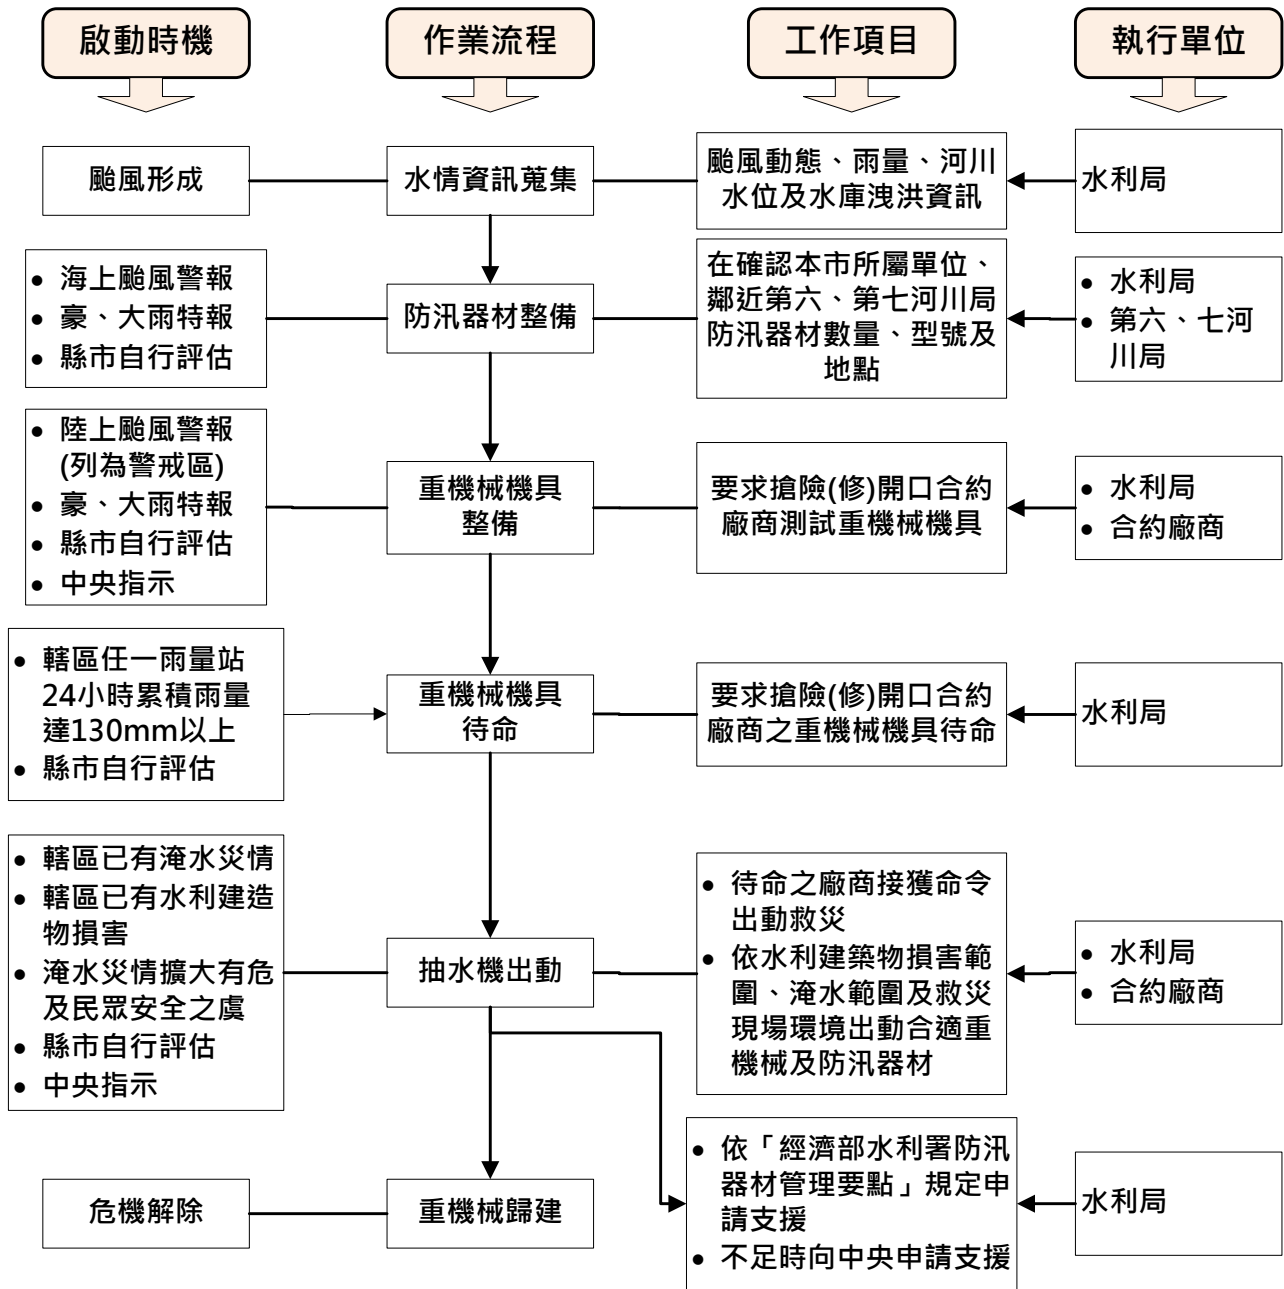 啟動時機
作業流程
工作項目
執行單位
颱風形成
水情資訊蒐集
颱風動態、雨量、河川
水位及水庫洩洪資訊
水利局
• 海上颱風警報
• 豪、大雨特報
• 縣市自行評估
防汛器材整備
在確認本市所屬單位、
鄰近第六、第七河川局
防汛器材數量、型號及
地點
• 水利局
• 第六、七河
川局
• 陸上颱風警報
(列為警戒區)
• 豪、大雨特報
• 縣市自行評估
• 中央指示
重機械機具
整備
要求搶險(修)開口合約
廠商測試重機械機具
• 水利局
• 合約廠商
• 轄區任一雨量站
24小時累積雨量
達130mm以上
• 縣市自行評估
重機械機具
待命
要求搶險(修)開口合約
廠商之重機械機具待命
水利局
• 轄區已有淹水災情
• 轄區已有水利建造
物損害
• 淹水災情擴大有危
及民眾安全之虞
• 縣市自行評估
• 中央指示
抽水機出動
• 待命之廠商接獲命令
出動救災
• 依水利建築物損害範
圍、淹水範圍及救災
現場環境出動合適重
機械及防汛器材
• 水利局
• 合約廠商
危機解除
重機械歸建
• 依「經濟部水利署防汛
器材管理要點」規定申
請支援
• 不足時向中央申請支援
水利局